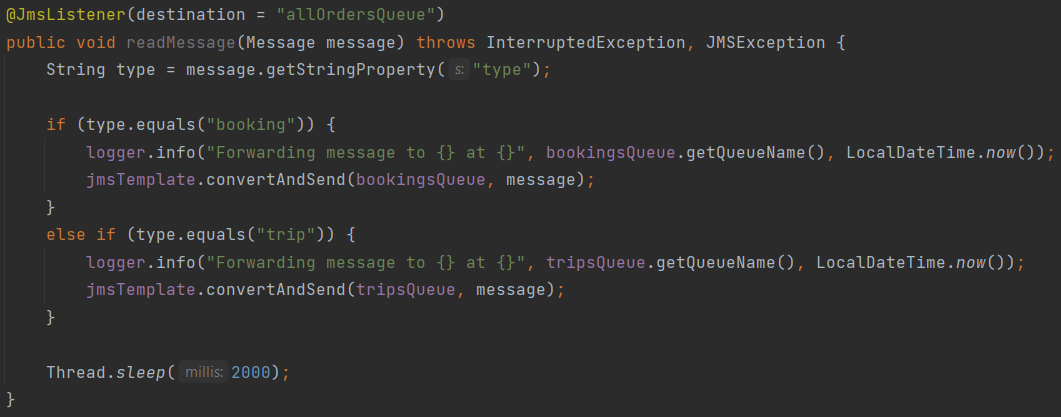 @JmsListener(destination = "allOrdersQueue")
public void readMessage(Message message) throws InterruptedException, JMSException {
    String type = message.getStringProperty( s: "type");

    if (type.equals("booking")) {
        logger.info("Forwarding message to {} at {}", bookingsQueue.getQueueName(), LocalDateTime.now());
        jmsTemplate.convertAndSend(bookingsQueue, message);
    }
    else if (type.equals("trip")) {
        logger.info("Forwarding message to {} at {}", tripsQueue.getQueueName(), LocalDateTime.now());
        jmsTemplate.convertAndSend(tripsQueue, message);
    }

    Thread.sleep( millis: 2000);
}